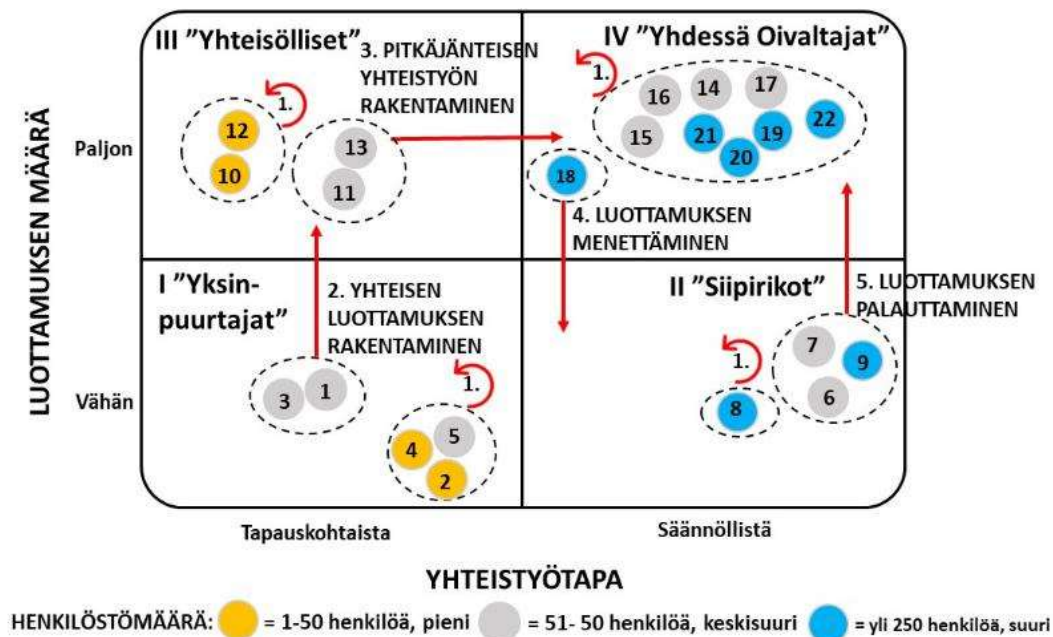 III ”Yhteisölliset”
3. PITKÄJÄNTEISEN
YHTEISTYÖN
RAKENTAMINEN
1.
12
10
13
11
IV ”Yhdessä Oivaltajat”
1.
16
14
17
15
21
19
22
20
18
4. LUOTTAMUKSEN
MENETTÄMINEN
I ”Yksin-
puurtajat”
2. YHTEISEN
LUOTTAMUKSEN
RAKENTAMINEN
1.
3
1
4
5
2
II ”Siipirikot”
5. LUOTTAMUKSEN
PALAUTTAMINEN
1.
7
9
6
8
LUOTTAMUKSEN MÄÄRÄ
Paljon
Vähän
Tapauskohtaista
Säännöllistä
YHTEISTYÖTAPA
HENKILÖSTÖMÄÄRÄ: = 1-50 henkilöä, pieni = 51- 50 henkilöä, keskisuuri = yli 250 henkilöä, suuri